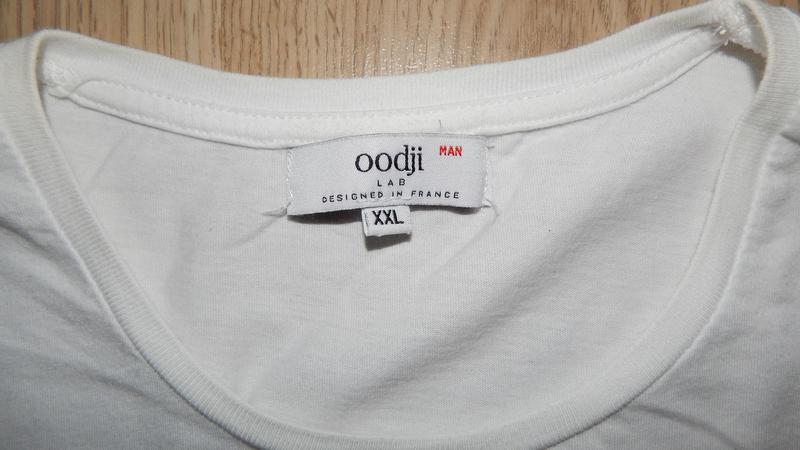 oodji MAN
LAB
DESIGNED IN FRANCE
XXL